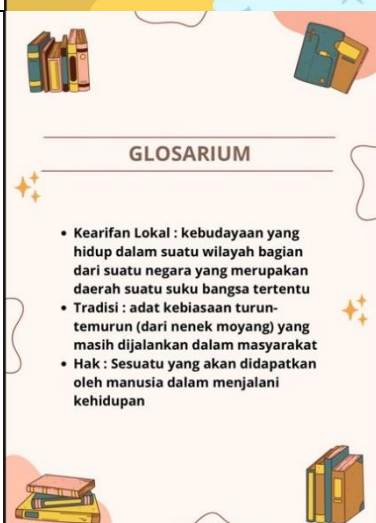 GLOSARIUM
• Kearifan Lokal : kebudayaan yang
hidup dalam suatu wilayah bagian
dari suatu negara yang merupakan
daerah suatu suku bangsa tertentu
• Tradisi : adat kebiasaan turun-
temurun (dari nenek moyang) yang
masih dijalankan dalam masyarakat
• Hak : Sesuatu yang akan didapatkan
oleh manusia dalam menjalani
kehidupan